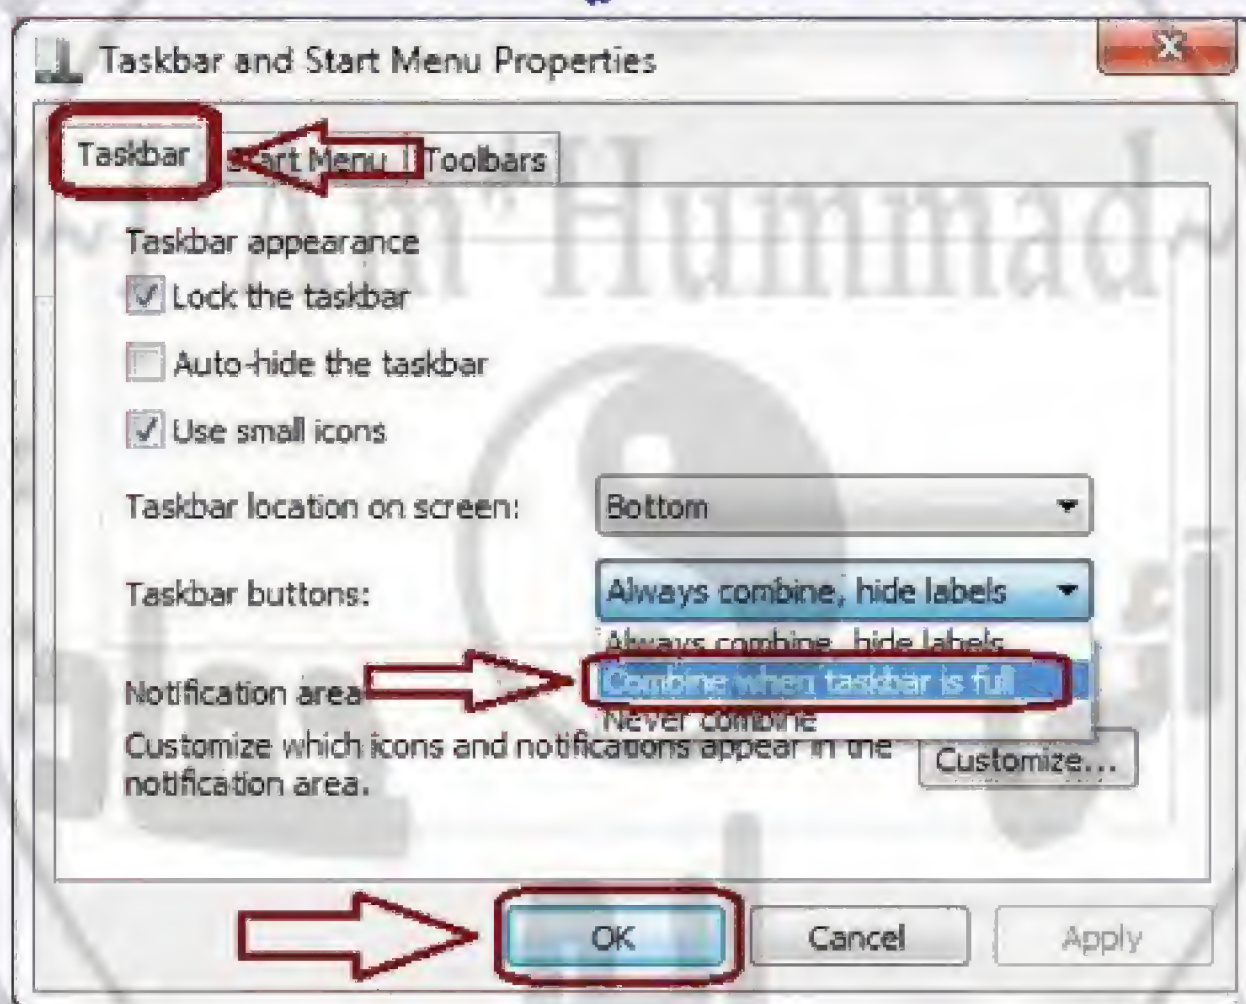 Taskbar and Start Menu Properties
Taskbar Start Menu Toolbars
~I "Am" Hummad~
Taskbar appearance
Lock the taskbar
Auto-hide the taskbar
Use small icons
Taskbar location on screen: Bottom
Taskbar buttons: Always combine, hide labels
Always combine, hide labels
Combine when taskbar is full
Never combine
Notification area
Customize which icons and notifications appear in the
notification area.
Customize...
OK Cancel Apply